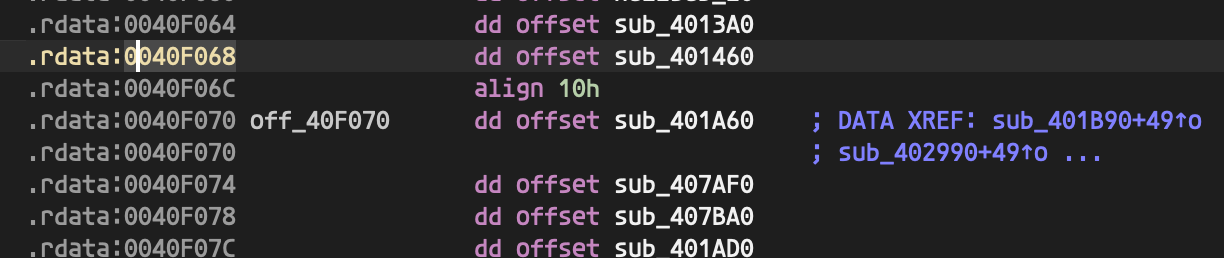 .rdata:0040F064 dd offset sub_4013A0
.rdata:0040F068 dd offset sub_401460
.rdata:0040F06C align 10h
.rdata:0040F070 off_40F070 dd offset sub_401A60 ; DATA XREF: sub_401B90+49↑o
.rdata:0040F070 ; sub_402990+49↑o ...
.rdata:0040F074 dd offset sub_407AF0
.rdata:0040F078 dd offset sub_407BA0
.rdata:0040F07C dd offset sub_401AD0